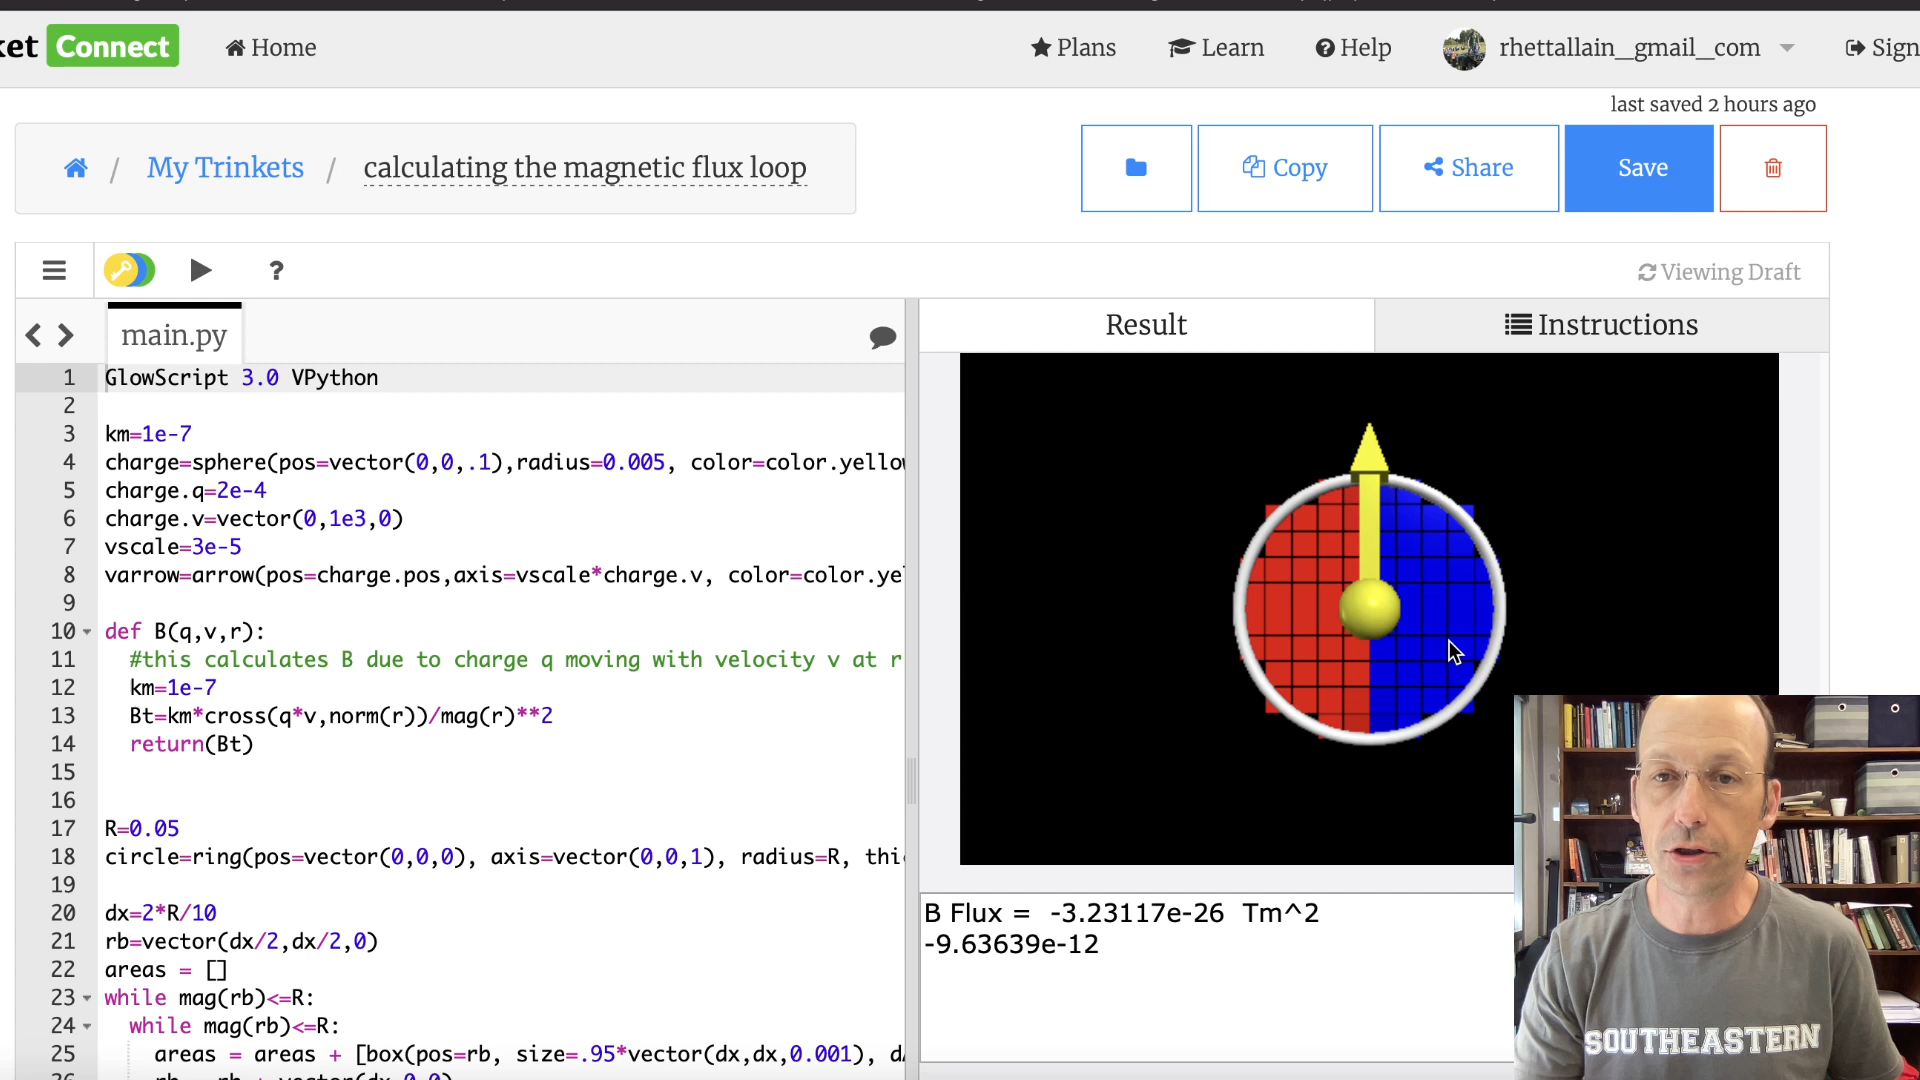 ket Connect Home Plans Learn Help rhettallain_gmail_com Sign
last saved 2 hours ago
/ My Trinkets / calculating the magnetic flux loop Copy Share Save
? Viewing Draft
main.py
Result Instructions
1 GlowScript 3.0 VPython
2
3 km=1e-7
4 charge=sphere(pos=vector(0,0,.1),radius=0.005, color=color.yello
5 charge.q=2e-4
6 charge.v=vector(0,1e3,0)
7 vscale=3e-5
8 varrow=arrow(pos=charge.pos,axis=vscale*charge.v, color=color.ye
9
10 def B(q,v,r):
11 #this calculates B due to charge q moving with velocity v at r
12 km=1e-7
13 Bt=km*cross(q*v,norm(r))/mag(r)**2
14 return(Bt)
15
16
17 R=0.05
18 circle=ring(pos=vector(0,0,0), axis=vector(0,0,1), radius=R, thi
19
20 dx=2*R/10
21 rb=vector(dx/2,dx/2,0)
22 areas = []
23 while mag(rb)<=R:
24 while mag(rb)<=R:
25 areas = areas + [box(pos=rb, size=.95*vector(dx,dx,0.001), d
B Flux = -3.23117e-26 Tm^2
-9.63639e-12
SOUTHEASTERN